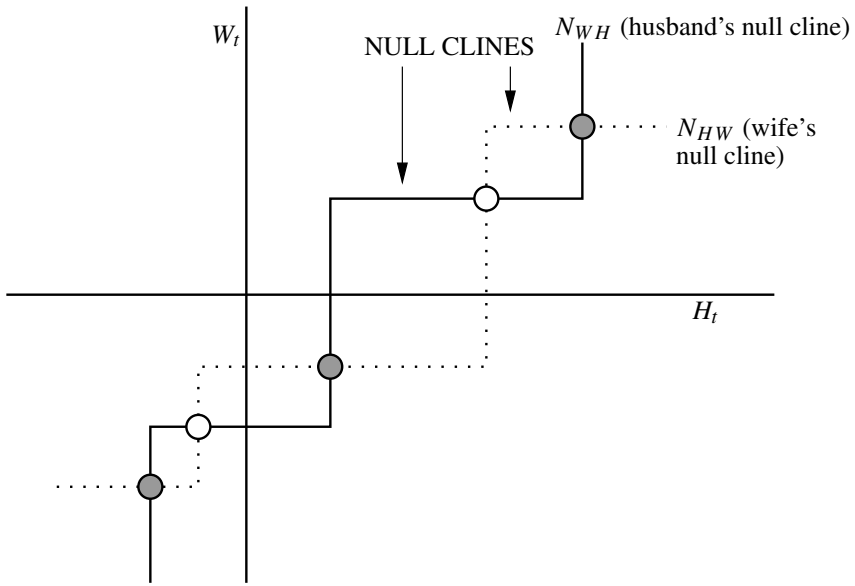 W_t
NULL CLINES
N_WH (husband's null cline)
N_HW (wife's
null cline)
H_t